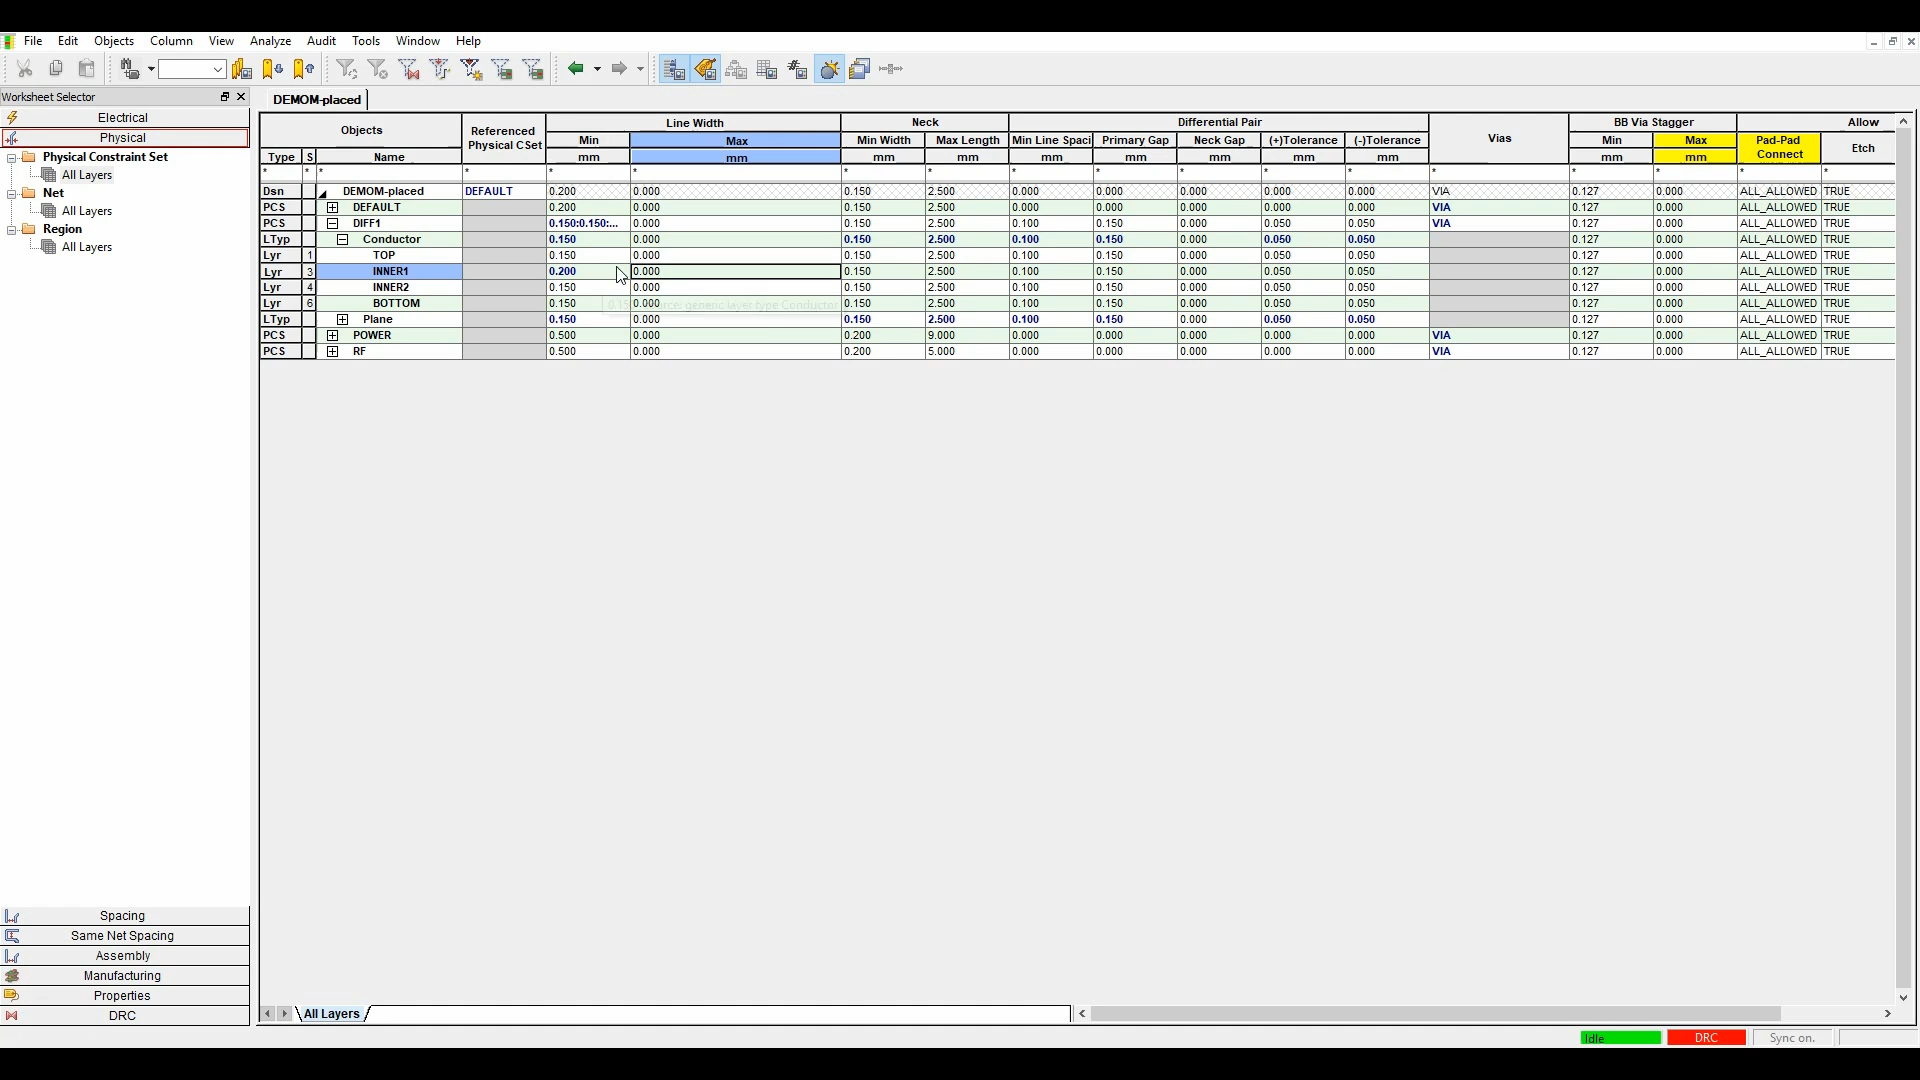 File Edit Objects Column View Analyze Audit Tools Window Help
Worksheet Selector
Electrical
Physical
Physical Constraint Set
All Layers
Net
All Layers
Region
All Layers
Spacing
Same Net Spacing
Assembly
Manufacturing
Properties
DRC
DEMOM-placed
Objects Referenced Physical CSet Line Width Neck Differential Pair Vias BB Via Stagger Allow
Min Max Min Width Max Length Min Line Spaci Primary Gap Neck Gap (+)Tolerance (-)Tolerance Min Max Pad-Pad Connect Etch
Type S Name mm mm mm mm mm mm mm mm mm mm mm
* * * * * * * * * * * * * * * * * *
Dsn DEMOM-placed DEFAULT 0.200 0.000 0.150 2.500 0.000 0.000 0.000 0.000 0.000 VIA 0.127 0.000 ALL_ALLOWED TRUE
PCS DEFAULT 0.200 0.000 0.150 2.500 0.000 0.000 0.000 0.000 0.000 VIA 0.127 0.000 ALL_ALLOWED TRUE
PCS DIFF1 0.150:0.150:... 0.000 0.150 2.500 0.100 0.150 0.000 0.050 0.050 VIA 0.127 0.000 ALL_ALLOWED TRUE
LTyp Conductor 0.150 0.000 0.150 2.500 0.100 0.150 0.000 0.050 0.050 0.127 0.000 ALL_ALLOWED TRUE
Lyr 1 TOP 0.150 0.000 0.150 2.500 0.100 0.150 0.000 0.050 0.050 0.127 0.000 ALL_ALLOWED TRUE
Lyr 3 INNER1 0.200 0.000 0.150 2.500 0.100 0.150 0.000 0.050 0.050 0.127 0.000 ALL_ALLOWED TRUE
Lyr 4 INNER2 0.150 0.000 0.150 2.500 0.100 0.150 0.000 0.050 0.050 0.127 0.000 ALL_ALLOWED TRUE
Lyr 6 BOTTOM 0.150 0.000 0.150 2.500 0.100 0.150 0.000 0.050 0.050 0.127 0.000 ALL_ALLOWED TRUE
generic layer type Conductor
LTyp Plane 0.150 0.000 0.150 2.500 0.100 0.150 0.000 0.050 0.050 0.127 0.000 ALL_ALLOWED TRUE
PCS POWER 0.500 0.000 0.200 9.000 0.000 0.000 0.000 0.000 0.000 VIA 0.127 0.000 ALL_ALLOWED TRUE
PCS RF 0.500 0.000 0.200 5.000 0.000 0.000 0.000 0.000 0.000 VIA 0.127 0.000 ALL_ALLOWED TRUE
All Layers
Idle DRC Sync on.